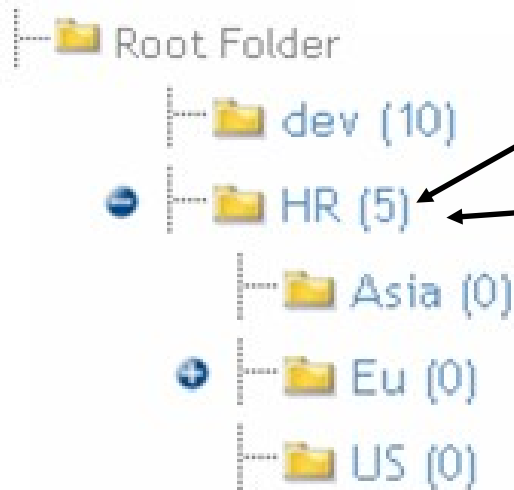 Root Folder
dev (10)
HR (5)
Asia (0)
Eu (0)
US (0)